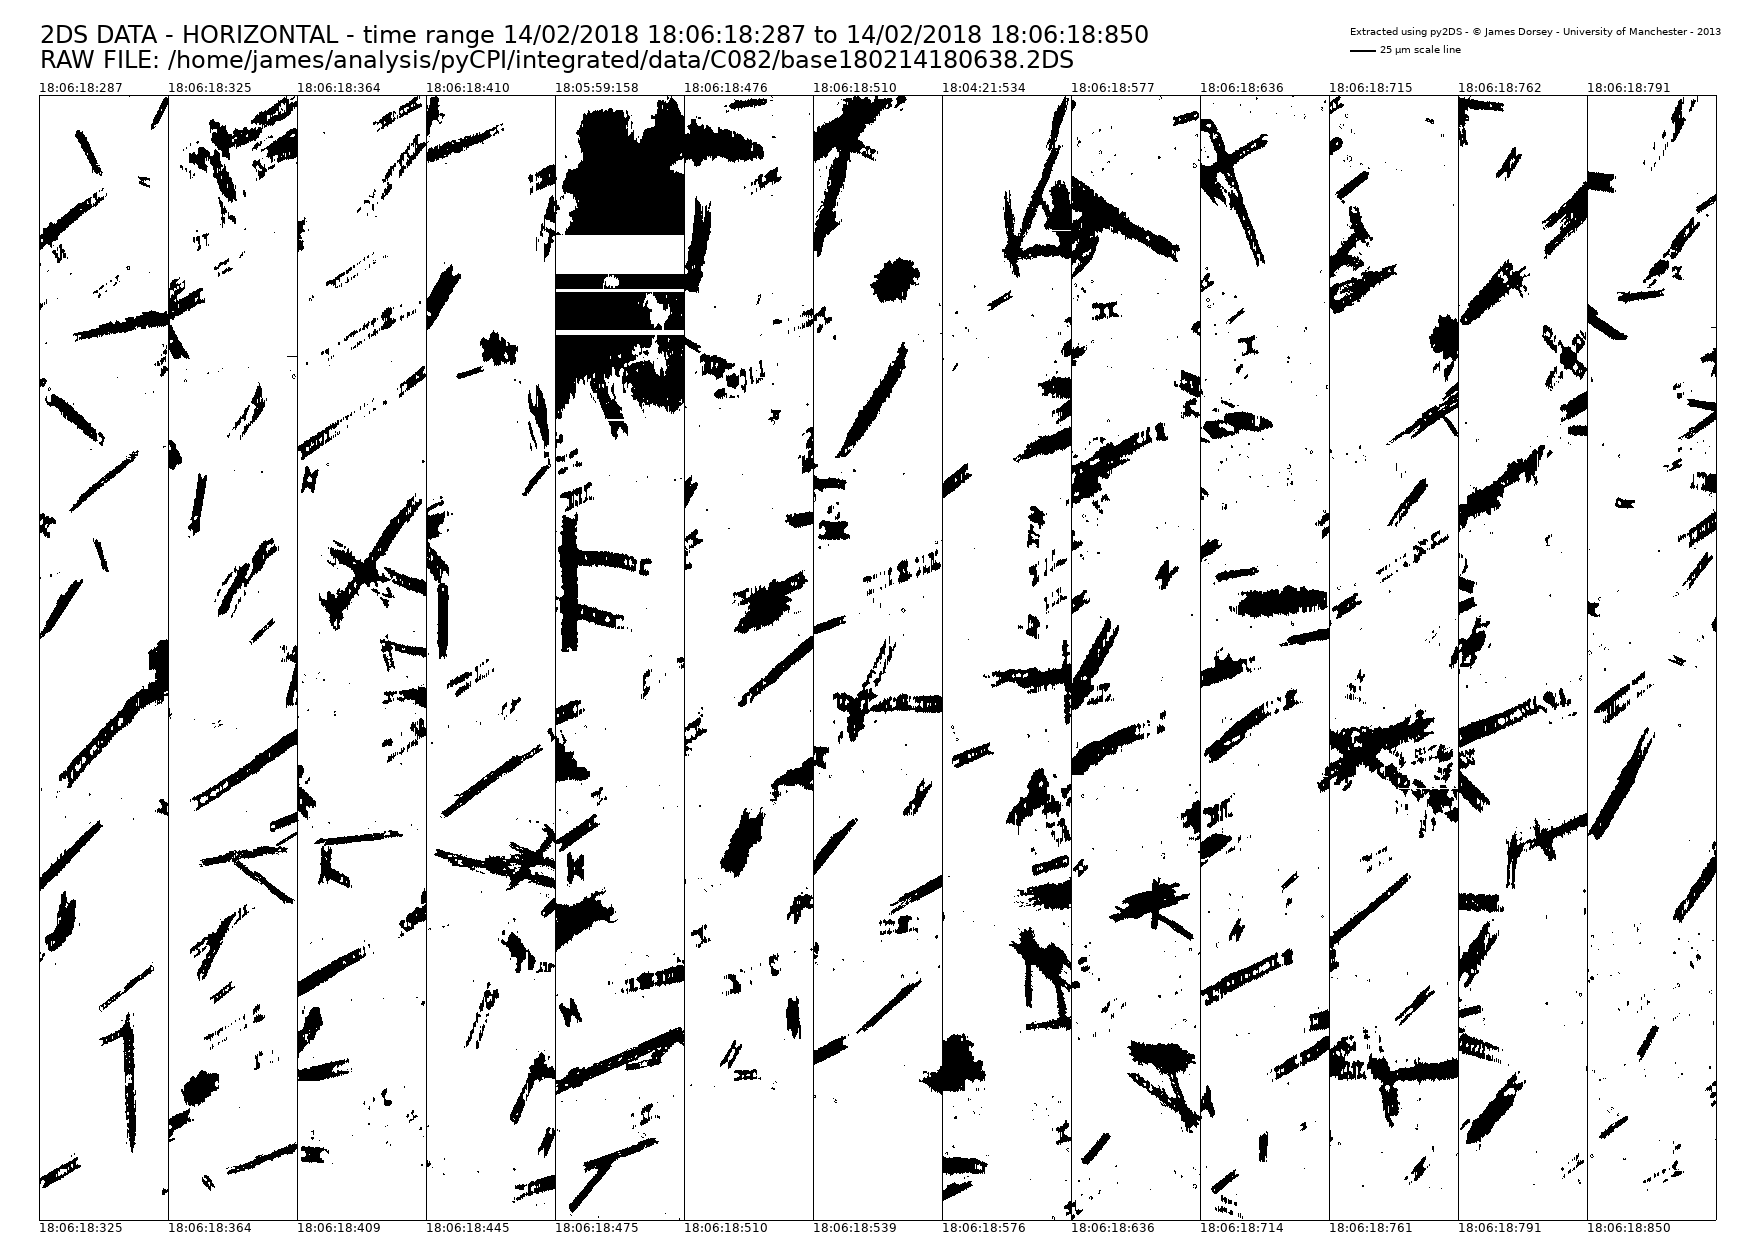 2DS DATA - HORIZONTAL - time range 14/02/2018 18:06:18:287 to 14/02/2018 18:06:18:850
RAW FILE: /home/james/analysis/pyCPI/integrated/data/C082/base180214180638.2DS
Extracted using py2DS - © James Dorsey - University of Manchester - 2013
25 µm scale line
18:06:18:287 18:06:18:325 18:06:18:364 18:06:18:410 18:05:59:158 18:06:18:476 18:06:18:510 18:04:21:534 18:06:18:577 18:06:18:636 18:06:18:715 18:06:18:762 18:06:18:791
18:06:18:325 18:06:18:364 18:06:18:409 18:06:18:445 18:06:18:475 18:06:18:510 18:06:18:539 18:06:18:576 18:06:18:636 18:06:18:714 18:06:18:761 18:06:18:791 18:06:18:850